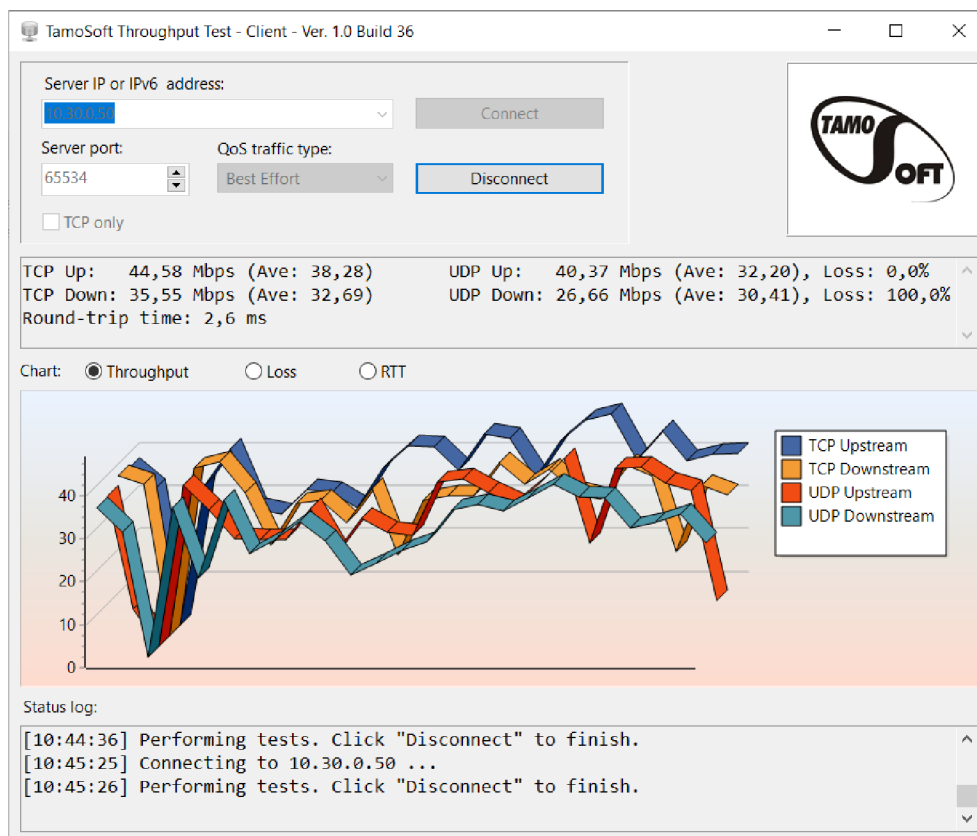 TamoSoft Throughput Test - Client - Ver. 1.0 Build 36
Server IP or IPv6 address:
10.30.0.50
Connect
Server port:
QoS traffic type:
65534
Best Effort
Disconnect
TCP only
TAMO
SOFT
TCP Up: 44,58 Mbps (Ave: 38,28) UDP Up: 40,37 Mbps (Ave: 32,20), Loss: 0,0%
TCP Down: 35,55 Mbps (Ave: 32,69) UDP Down: 26,66 Mbps (Ave: 30,41), Loss: 100,0%
Round-trip time: 2,6 ms
Chart: Throughput Loss RTT
TCP Upstream
TCP Downstream
UDP Upstream
UDP Downstream
40
30
20
10
0
Status log:
[10:44:36] Performing tests. Click "Disconnect" to finish.
[10:45:25] Connecting to 10.30.0.50 ...
[10:45:26] Performing tests. Click "Disconnect" to finish.